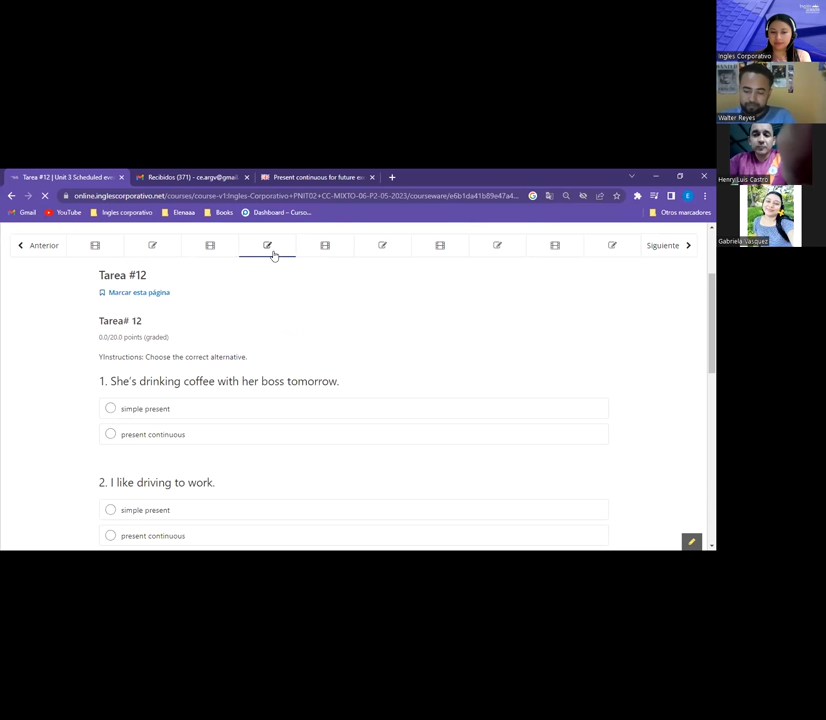 Ingles Corporativo
Walter Reyes
Henry Luis Castro
Gabriela Vasquez
Tarea #12 | Unit 3 Scheduled eve
Recibidos (371) - ce.argv@gmail.
Present continuous for future ev
online.inglescorporativo.net/courses/course-v1:Ingles-Corporativo+PNIT02+CC-MIXTO-06-P2-05-2023/courseware/e6b1da41b89e47a4...
Gmail YouTube Ingles corporativo Elenaaa Books Dashboard – Curso... Otros marcadores
Anterior Siguiente
Tarea #12
Marcar esta página
Tarea# 12
0.0/20.0 points (graded)
YInstructions: Choose the correct alternative.
1. She's drinking coffee with her boss tomorrow.
simple present
present continuous
2. I like driving to work.
simple present
present continuous